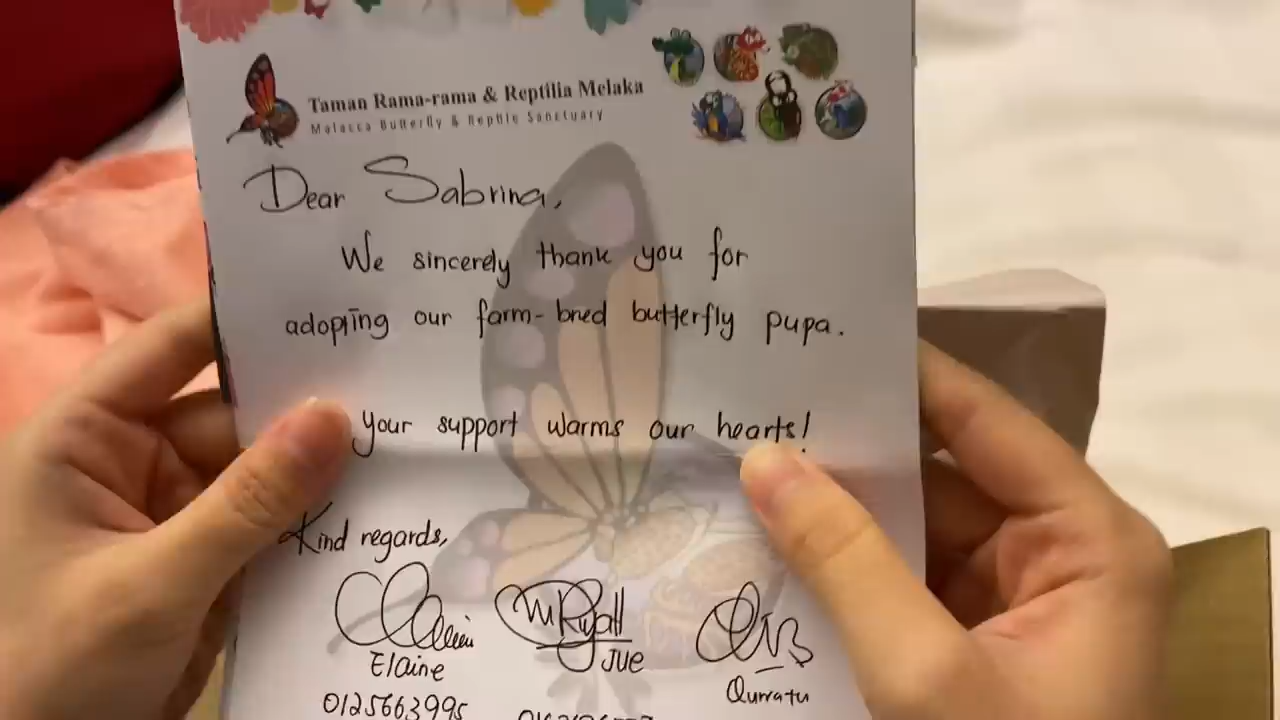 Taman Rama-rama & Reptilia Melaka
Malacca Butterfly & Reptile Sanctuary
Dear Sabrina,
We sincerely thank you for
adopting our farm-bred butterfly pupa.
Your support warms our hearts!
Kind regards,
Elaine
JUE
Qurratu
0125663995